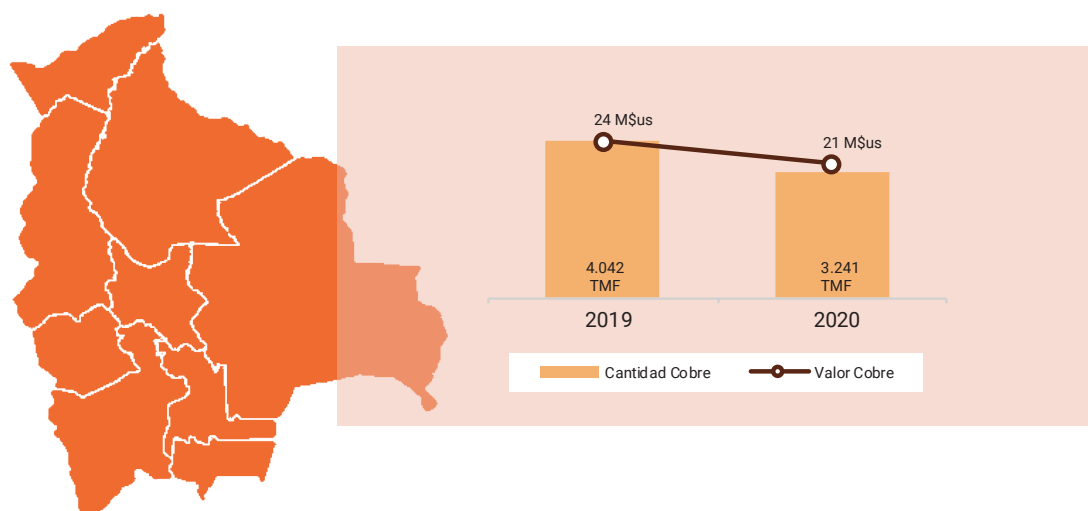 24 M$us
21 M$us
4.042
TMF
3.241
TMF
2019
2020
Cantidad Cobre
Valor Cobre